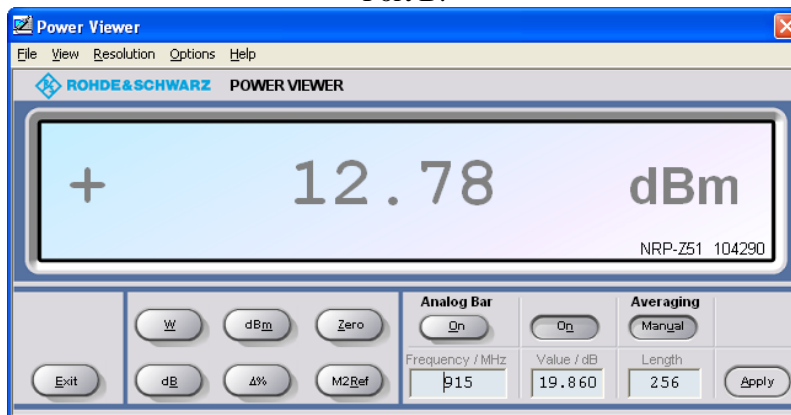 Power Viewer
File View Resolution Options Help
ROHDE&SCHWARZ POWER VIEWER
+ 12.78 dBm
NRP-Z51 104290
Analog Bar Averaging
W dBm Zero On On Manual
Frequency / MHz Value / dB Length
Exit dB Δ% M2Ref 915 19.860 256 Apply